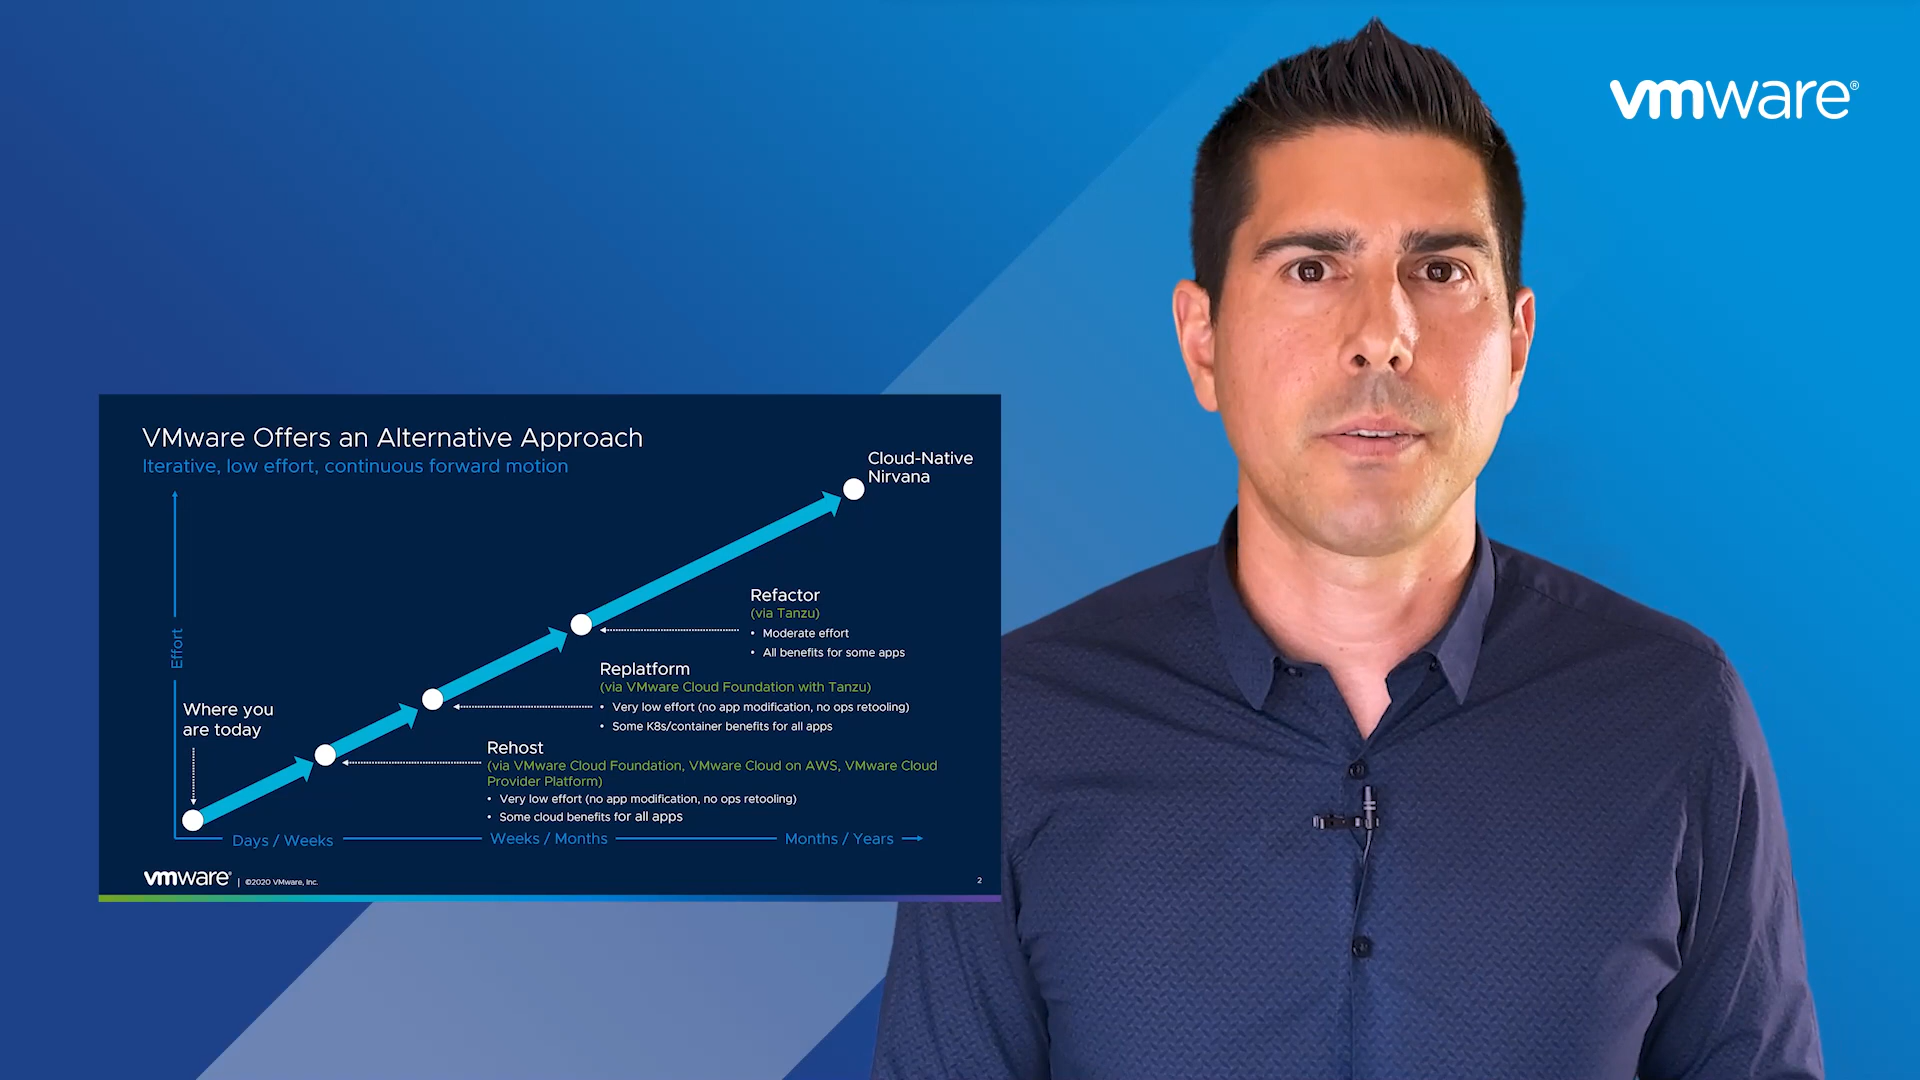 vmware®
VMware Offers an Alternative Approach
Iterative, low effort, continuous forward motion
Cloud-Native
Nirvana
Effort
Refactor
(via Tanzu)
• Moderate effort
• All benefits for some apps
Replatform
(via VMware Cloud Foundation with Tanzu)
• Very low effort (no app modification, no ops retooling)
• Some K8s/container benefits for all apps
Where you
are today
Rehost
(via VMware Cloud Foundation, VMware Cloud on AWS, VMware Cloud
Provider Platform)
• Very low effort (no app modification, no ops retooling)
• Some cloud benefits for all apps
Days / Weeks
Weeks / Months
Months / Years
vmware® | ©2020 VMware, Inc.
2